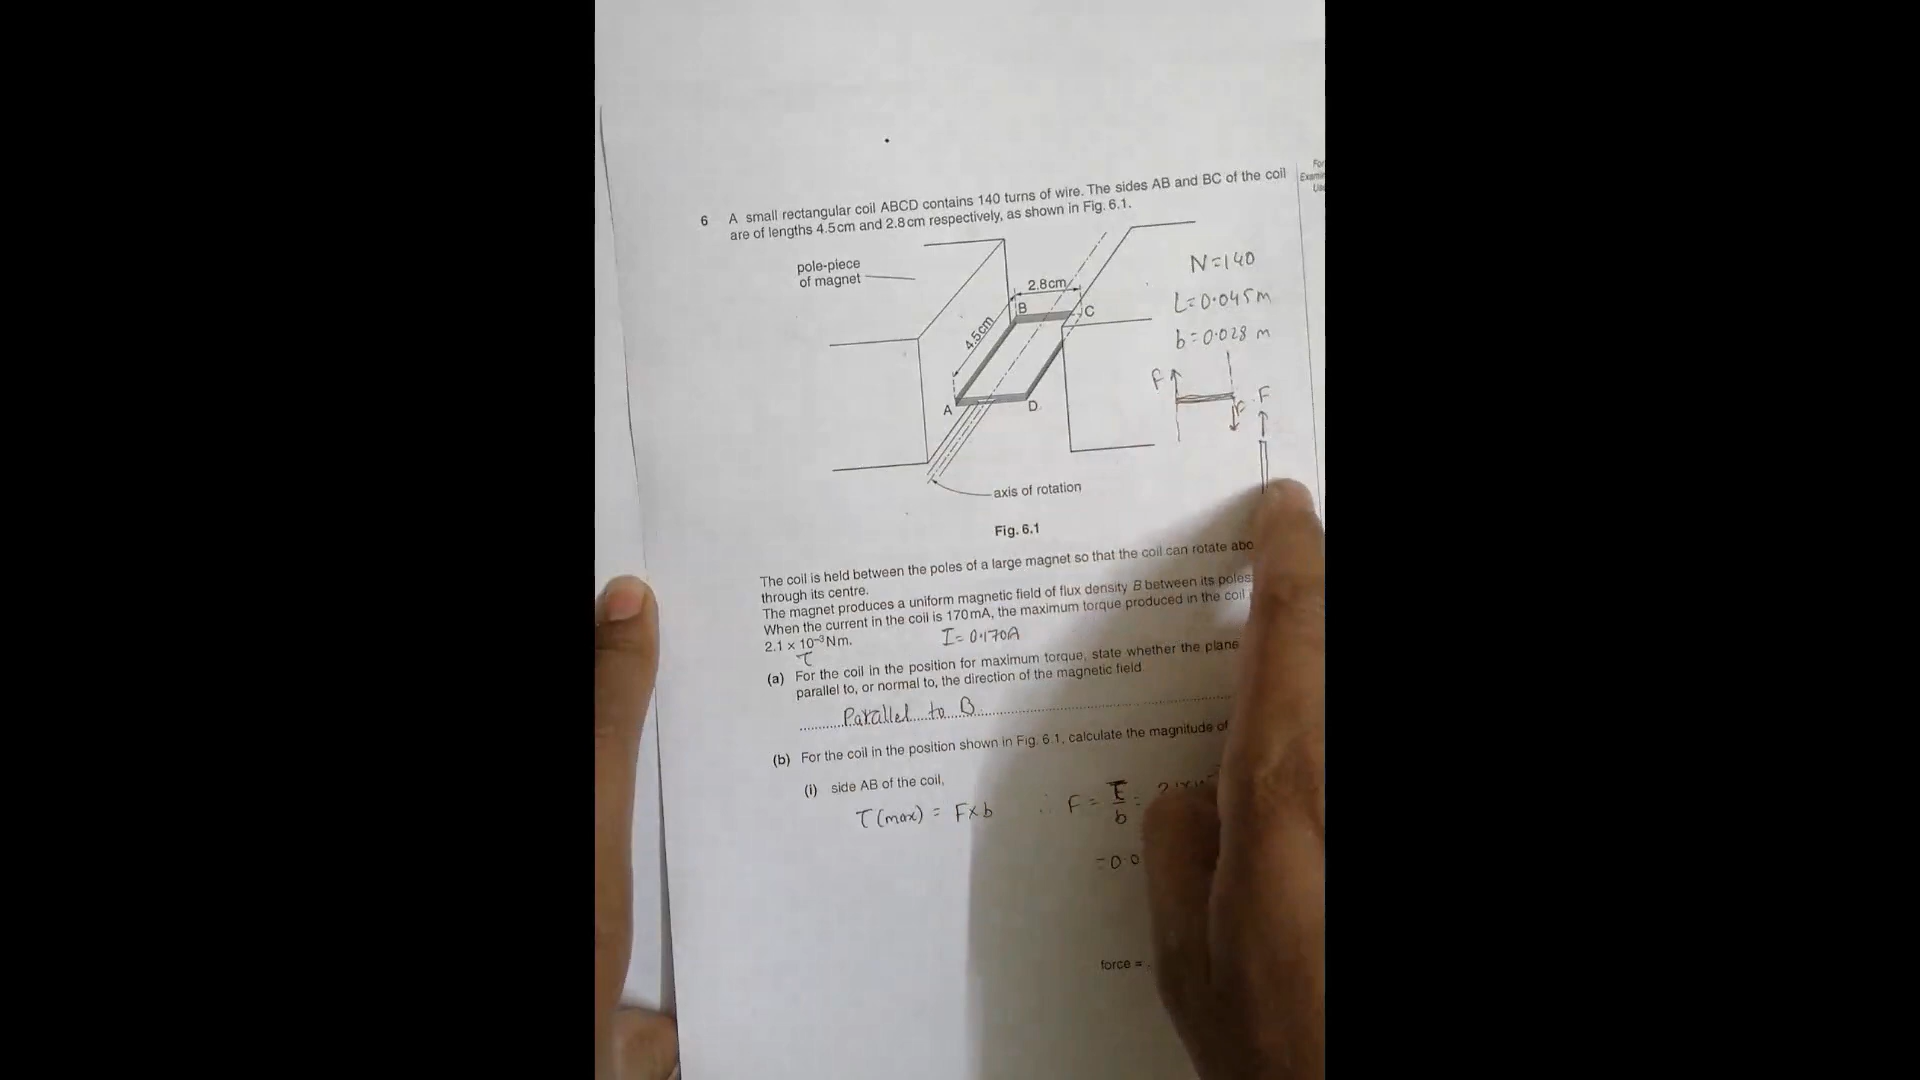 For
Examin
Use
6 A small rectangular coil ABCD contains 140 turns of wire. The sides AB and BC of the coil
are of lengths 4.5cm and 2.8cm respectively, as shown in Fig. 6.1.
pole-piece
of magnet
2.8cm
B
C
4.5cm
A
D
axis of rotation
N=140
L=0.045m
b=0.028 m
F
F
F
Fig. 6.1
The coil is held between the poles of a large magnet so that the coil can rotate abo
through its centre.
The magnet produces a uniform magnetic field of flux density B between its poles.
When the current in the coil is 170mA, the maximum torque produced in the coil
2.1 × 10⁻³Nm.
I=0.170A
τ
(a) For the coil in the position for maximum torque, state whether the plane
parallel to, or normal to, the direction of the magnetic field
Parallel to B
(b) For the coil in the position shown in Fig. 6.1, calculate the magnitude of
(i) side AB of the coil,
τ(max) = F×b ∴ F = τ/b =
=0.0
force =